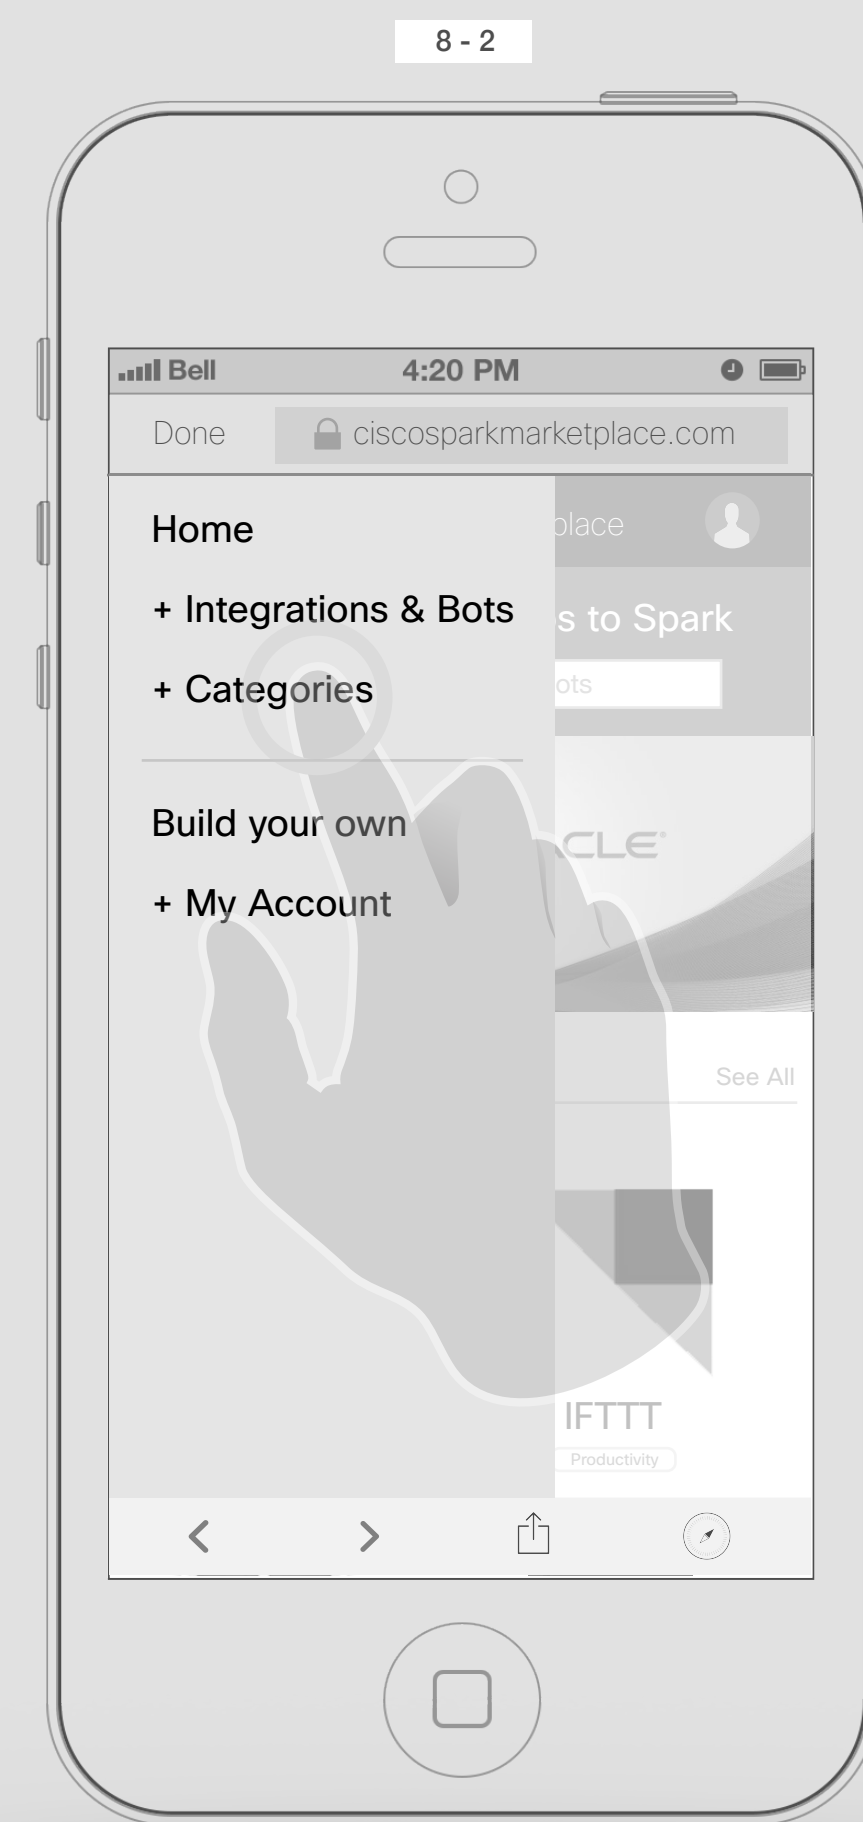 8 - 2
Bell 4:20 PM
Done ciscosparkmarketplace.com
Home
place
+ Integrations & Bots
s to Spark
+ Categories
ots
Build your own
CLE
+ My Account
See All
IFTTT
Productivity